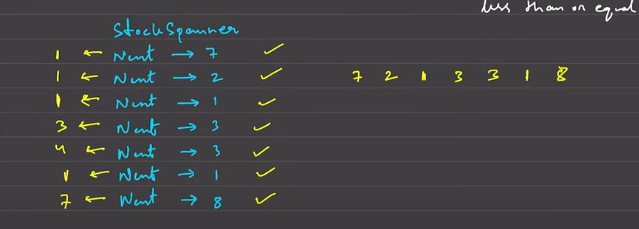 less than or equal
StockSpanner
1 ← Next → 7 ✓
1 ← Next → 2 ✓ 7 2 1 3 3 1 8
1 ← Next → 1 ✓
3 ← Next → 3 ✓
4 ← Next → 3 ✓
1 ← Next → 1 ✓
7 ← Next → 8 ✓